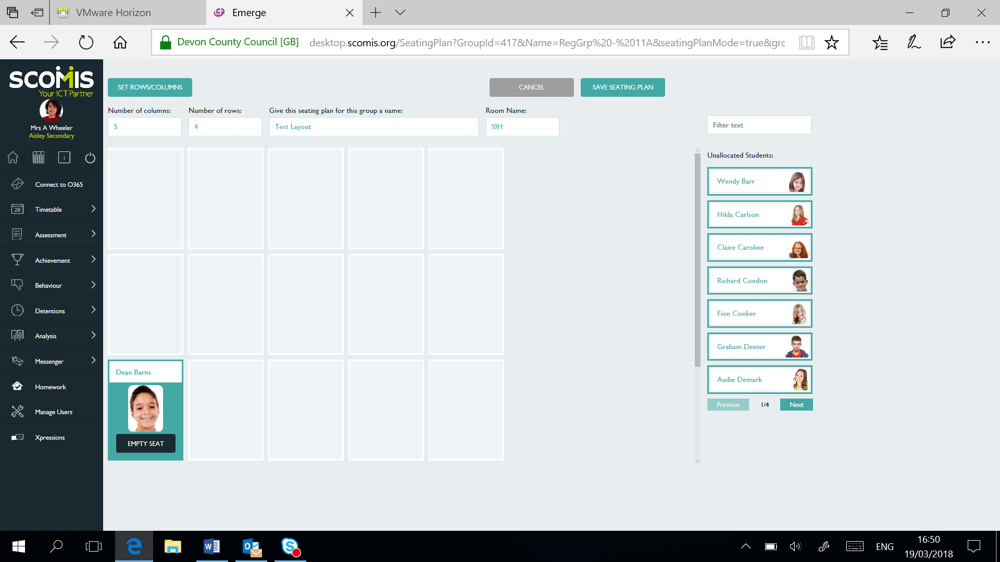 VMware Horizon
Emerge
Devon County Council [GB]
desktop.scomis.org/SeatingPlan?GroupId=417&Name=RegGrp%20-%2011A&seatingPlanMode=true&grc
SCOMIS
Your ICT Partner
Mrs A Wheeler
Aisley Secondary
Connect to O365
28
Timetable
Assessment
Achievement
Behaviour
Detentions
Analysis
Messenger
Homework
Manage Users
Xpressions
SET ROWS/COLUMNS
CANCEL
SAVE SEATING PLAN
Number of columns:
Number of rows:
Give this seating plan for this group a name:
Room Name:
5
4
Test Layout
!0H
Dean Barns
EMPTY SEAT
Filter text
Unallocated Students:
Wendy Barr
Hilda Carlson
Claire Caroline
Richard Condon
Fion Cooker
Graham Deeter
Audie Demark
Previous
1/4
Next
ENG
16:50
19/03/2018